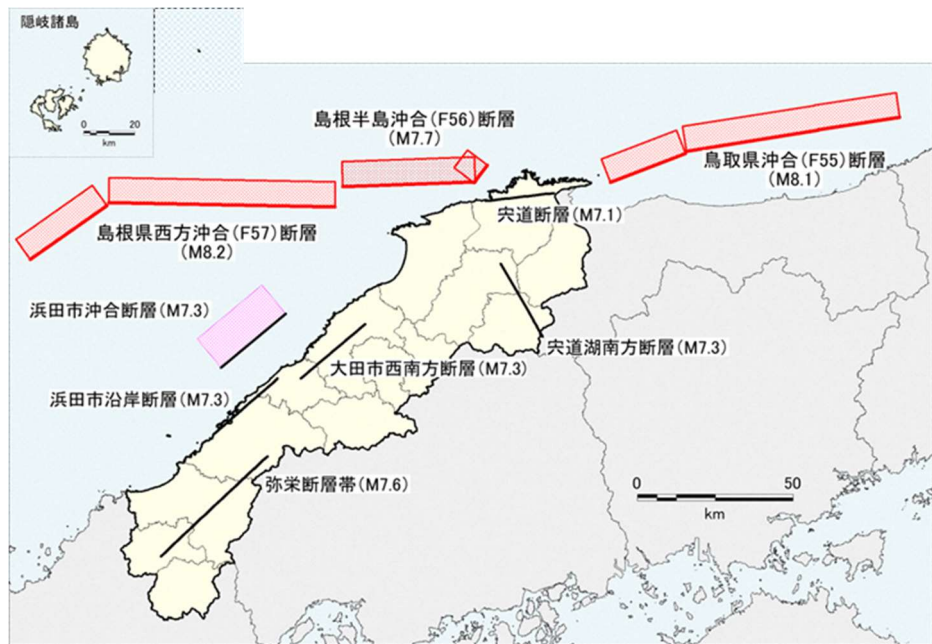 隠岐諸島
0 20
km
島根半島沖合(F56)断層
(M7.7)
鳥取県沖合(F55)断層
(M8.1)
宍道断層(M7.1)
島根県西方沖合(F57)断層
(M8.2)
浜田市沖合断層(M7.3)
宍道湖南方断層(M7.3)
大田市西南方断層(M7.3)
浜田市沿岸断層(M7.3)
弥栄断層帯(M7.6)
0 50
km